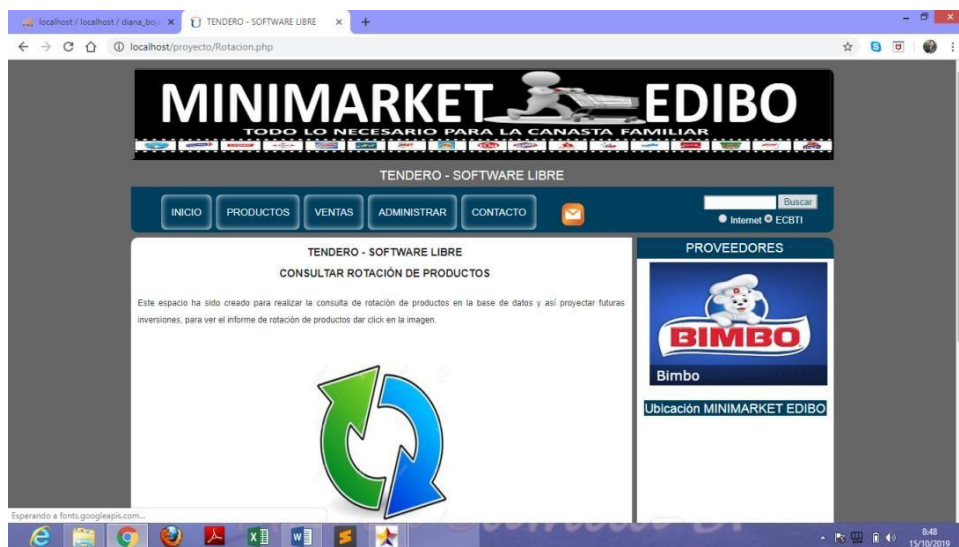 localhost / localhost / diana_boj
TENDERO - SOFTWARE LIBRE
localhost/proyecto/Rotacion.php
MINIMARKET EDIBO
TODO LO NECESARIO PARA LA CANASTA FAMILIAR
TENDERO - SOFTWARE LIBRE
INICIO PRODUCTOS VENTAS ADMINISTRAR CONTACTO
Buscar
Internet ECBTI
TENDERO - SOFTWARE LIBRE
CONSULTAR ROTACIÓN DE PRODUCTOS
Este espacio ha sido creado para realizar la consulta de rotación de productos en la base de datos y así proyectar futuras
inversiones, para ver el informe de rotación de productos dar click en la imagen.
PROVEEDORES
BIMBO
Bimbo
Ubicación MINIMARKET EDIBO
Esperando a fonts.googleapis.com...
8:48
15/10/2019